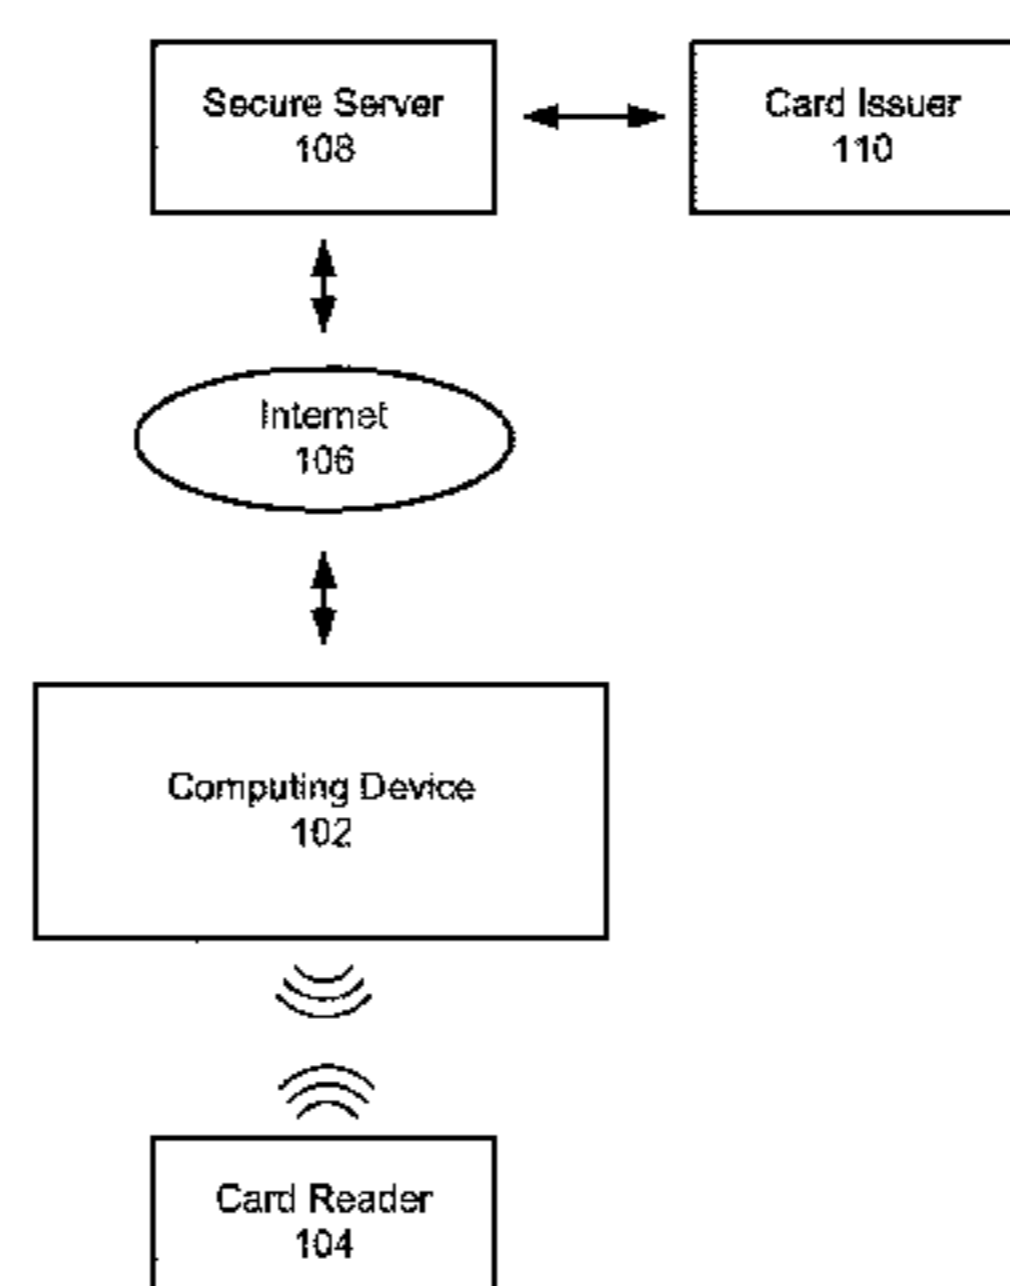 Secure Server
108
Card Issuer
110
Internet
106
Computing Device
102
Card Reader
104